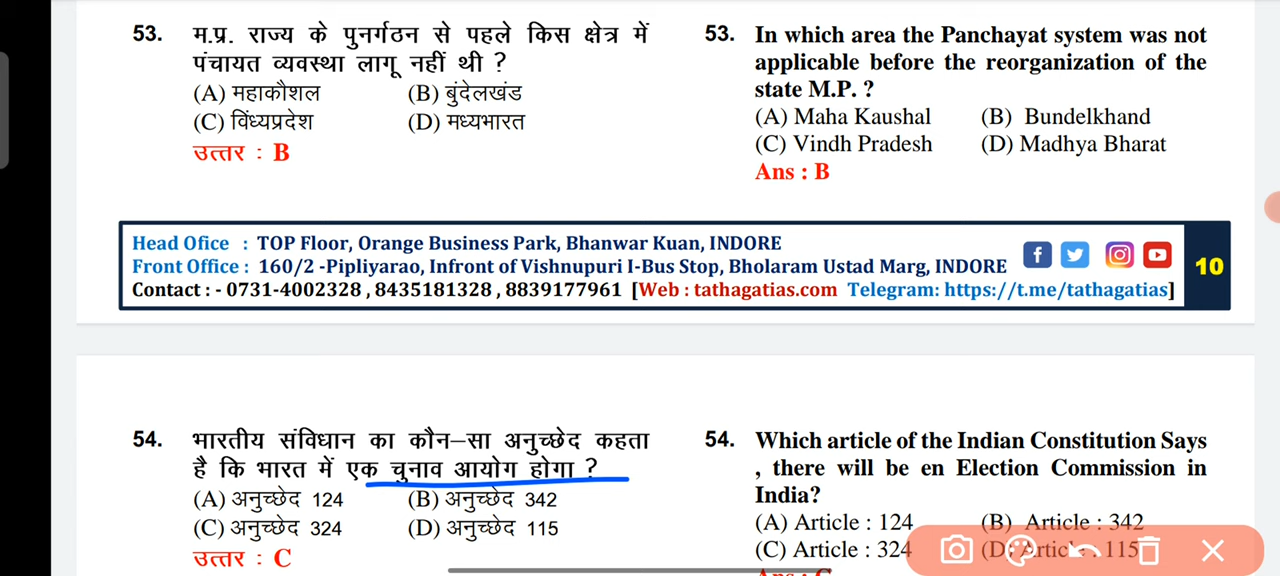 53. म.प्र. राज्य के पुनर्गठन से पहले किस क्षेत्र में
पंचायत व्यवस्था लागू नहीं थी ?
(A) महाकौशल (B) बुंदेलखंड
(C) विंध्यप्रदेश (D) मध्यभारत
उत्तर : B
53. In which area the Panchayat system was not
applicable before the reorganization of the
state M.P. ?
(A) Maha Kaushal (B) Bundelkhand
(C) Vindh Pradesh (D) Madhya Bharat
Ans : B
Head Ofice : TOP Floor, Orange Business Park, Bhanwar Kuan, INDORE
Front Office : 160/2 -Pipliyarao, Infront of Vishnupuri I-Bus Stop, Bholaram Ustad Marg, INDORE
Contact : - 0731-4002328 , 8435181328 , 8839177961 [Web : tathagatias.com Telegram: https://t.me/tathagatias]
10
54. भारतीय संविधान का कौन–सा अनुच्छेद कहता
है कि भारत में एक चुनाव आयोग होगा ?
(A) अनुच्छेद 124 (B) अनुच्छेद 342
(C) अनुच्छेद 324 (D) अनुच्छेद 115
उत्तर : C
54. Which article of the Indian Constitution Says
, there will be en Election Commission in
India?
(A) Article : 124 (B) Article : 342
(C) Article : 324 (D) Article : 115
Ans : C